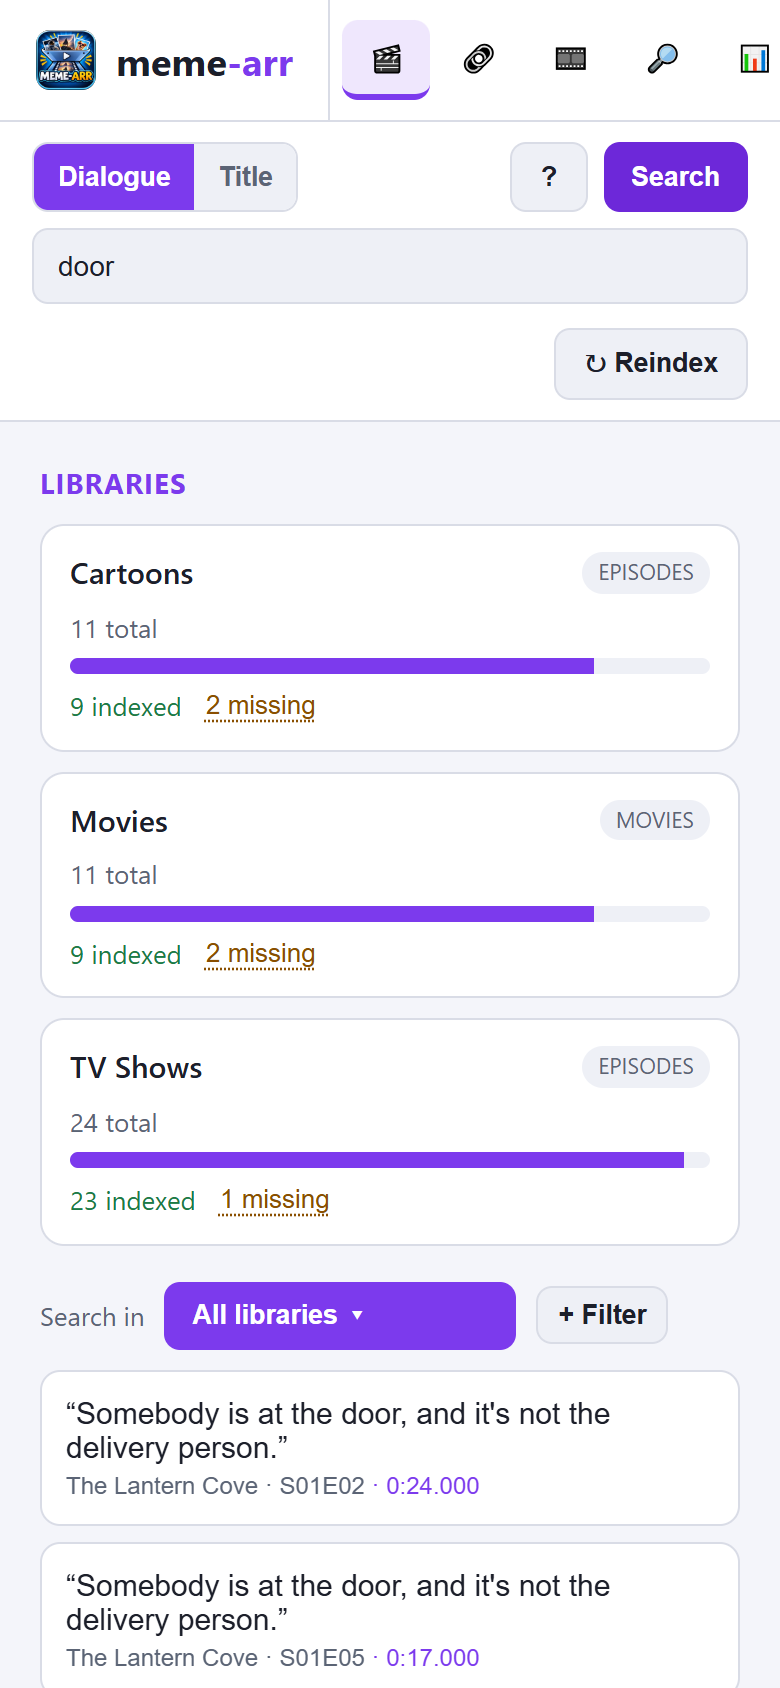 MEME-ARR
meme-arr
Dialogue
Title
?
Search
door
↻ Reindex
LIBRARIES
Cartoons
EPISODES
11 total
9 indexed
2 missing
Movies
MOVIES
11 total
9 indexed
2 missing
TV Shows
EPISODES
24 total
23 indexed
1 missing
Search in
All libraries ▾
+ Filter
“Somebody is at the door, and it's not the
delivery person.”
The Lantern Cove · S01E02 · 0:24.000
“Somebody is at the door, and it's not the
delivery person.”
The Lantern Cove · S01E05 · 0:17.000